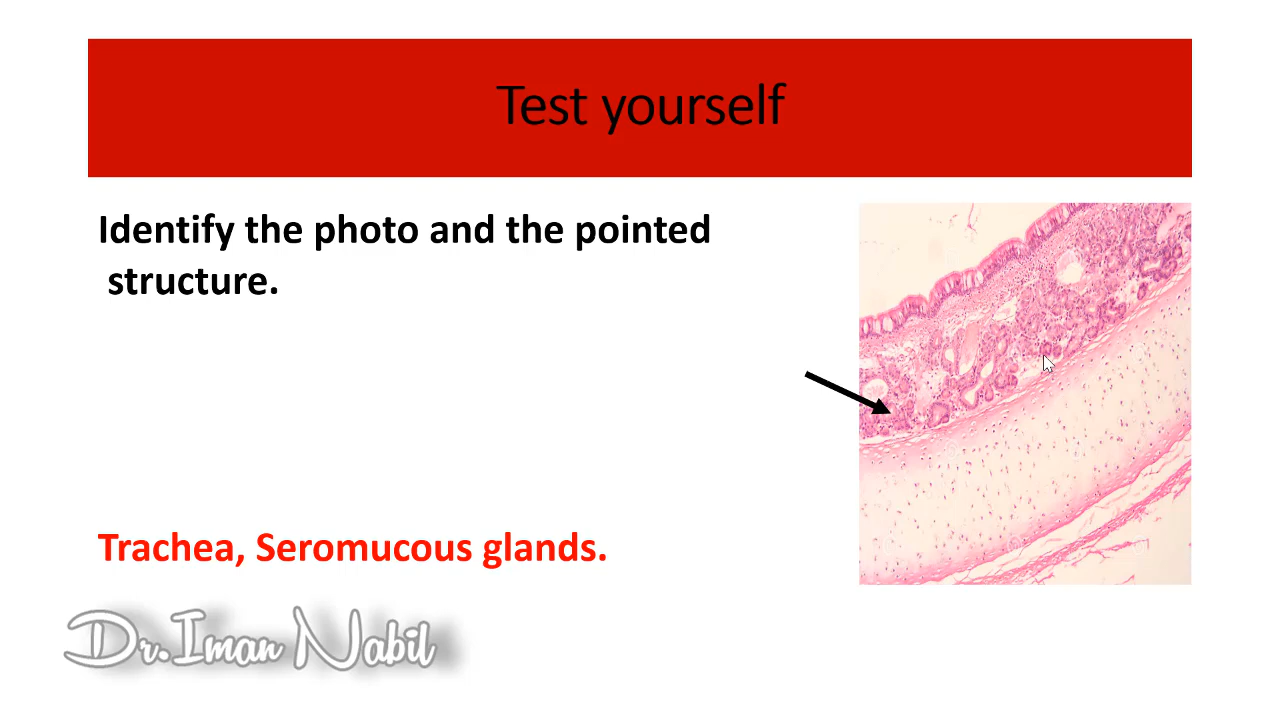 Test yourself
Identify the photo and the pointed
structure.
Trachea, Seromucous glands.
Dr.Iman Nabil